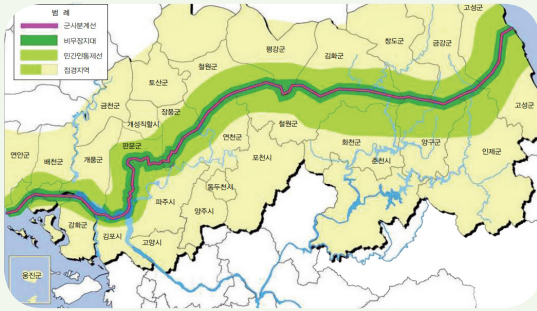 범 례
군사분계선
비무장지대
민간인통제선
접경지역
고성군
창도군
금강군
평강군
김화군
철원군
토산군
금천군
장풍군
개성직할시
판문군
연천군
철원군
고성군
연안군
배천군
개풍군
화천군
양구군
인제군
포천시
춘천시
동두천시
파주시
양주시
강화군
김포시
고양시
옹진군